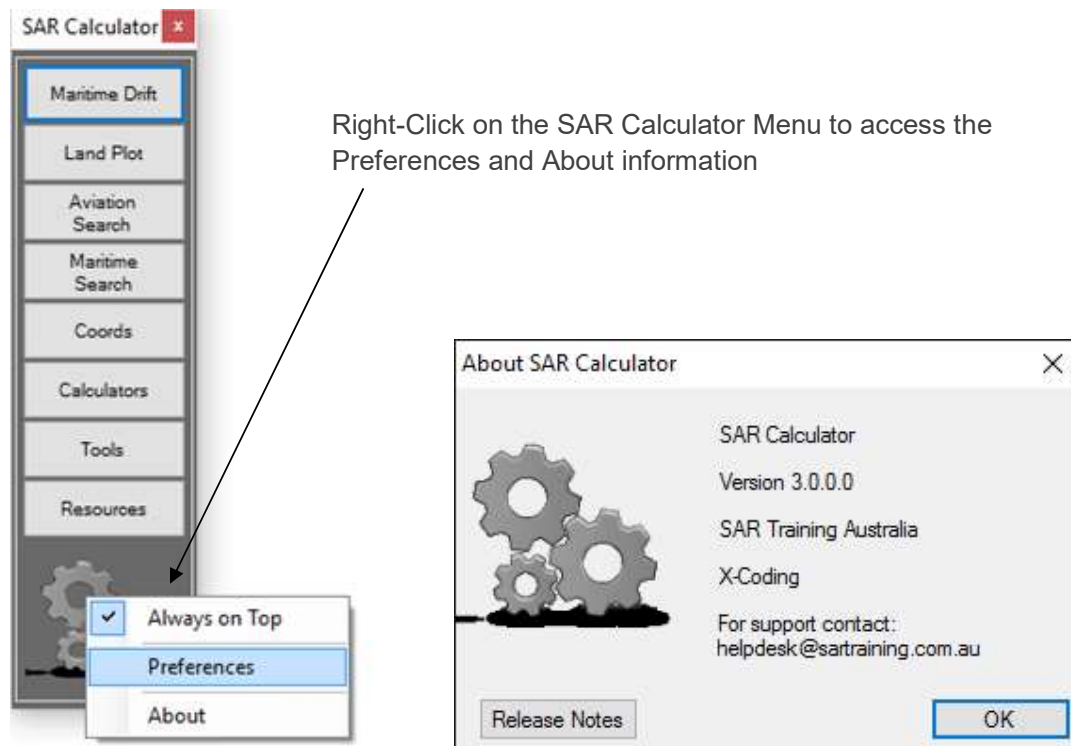 SAR Calculator
x
Maritime Drift
Land Plot
Aviation
Search
Maritime
Search
Coords
Calculators
Tools
Resources
Always on Top
Preferences
About
Right-Click on the SAR Calculator Menu to access the
Preferences and About information
About SAR Calculator
SAR Calculator
Version 3.0.0.0
SAR Training Australia
X-Coding
For support contact:
helpdesk@sartraining.com.au
Release Notes
OK